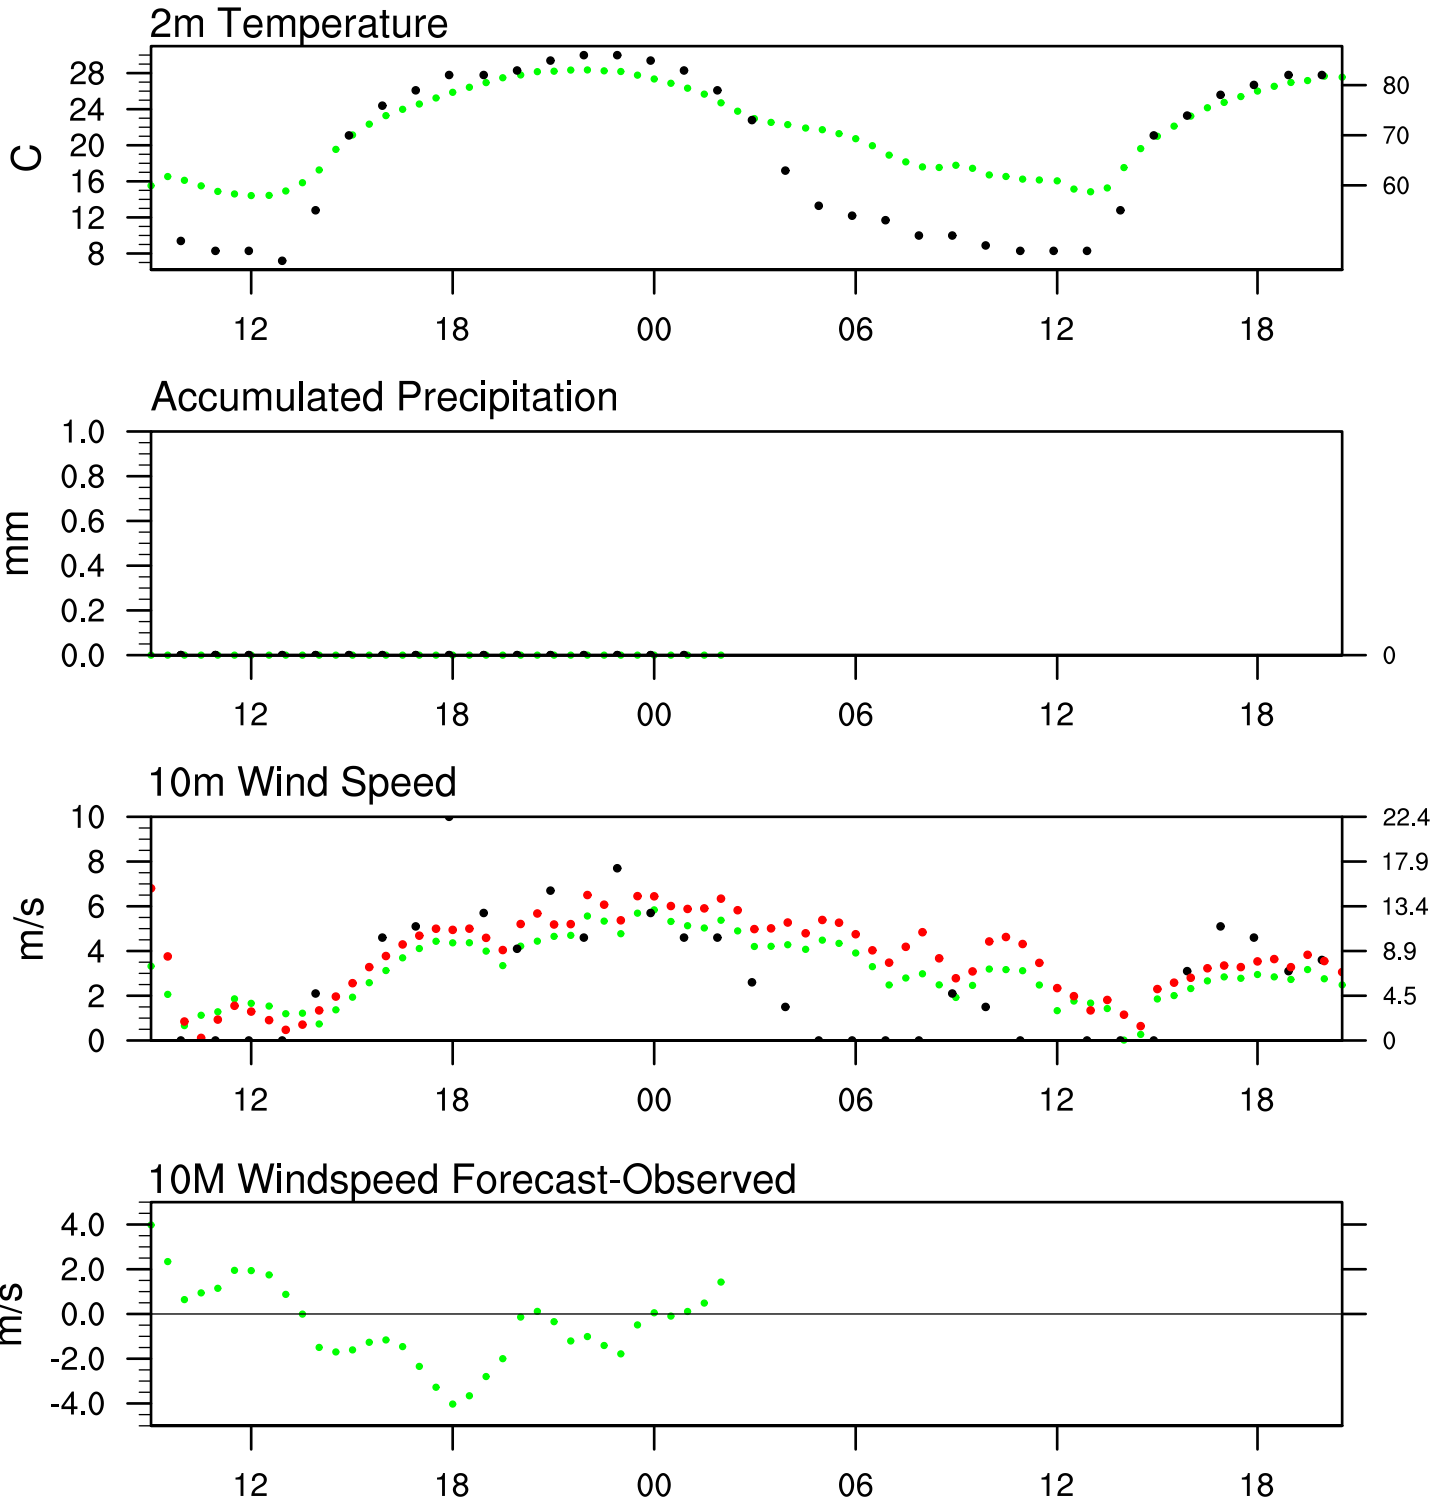 2m Temperature
28
24
20
16
12
8
C
80
70
60
12 18 00 06 12 18
Accumulated Precipitation
1.0
0.8
0.6
0.4
0.2
0.0
mm
0
12 18 00 06 12 18
10m Wind Speed
10
8
6
4
2
0
m/s
22.4
17.9
13.4
8.9
4.5
0
12 18 00 06 12 18
10M Windspeed Forecast-Observed
4.0
2.0
0.0
-2.0
-4.0
m/s
12 18 00 06 12 18